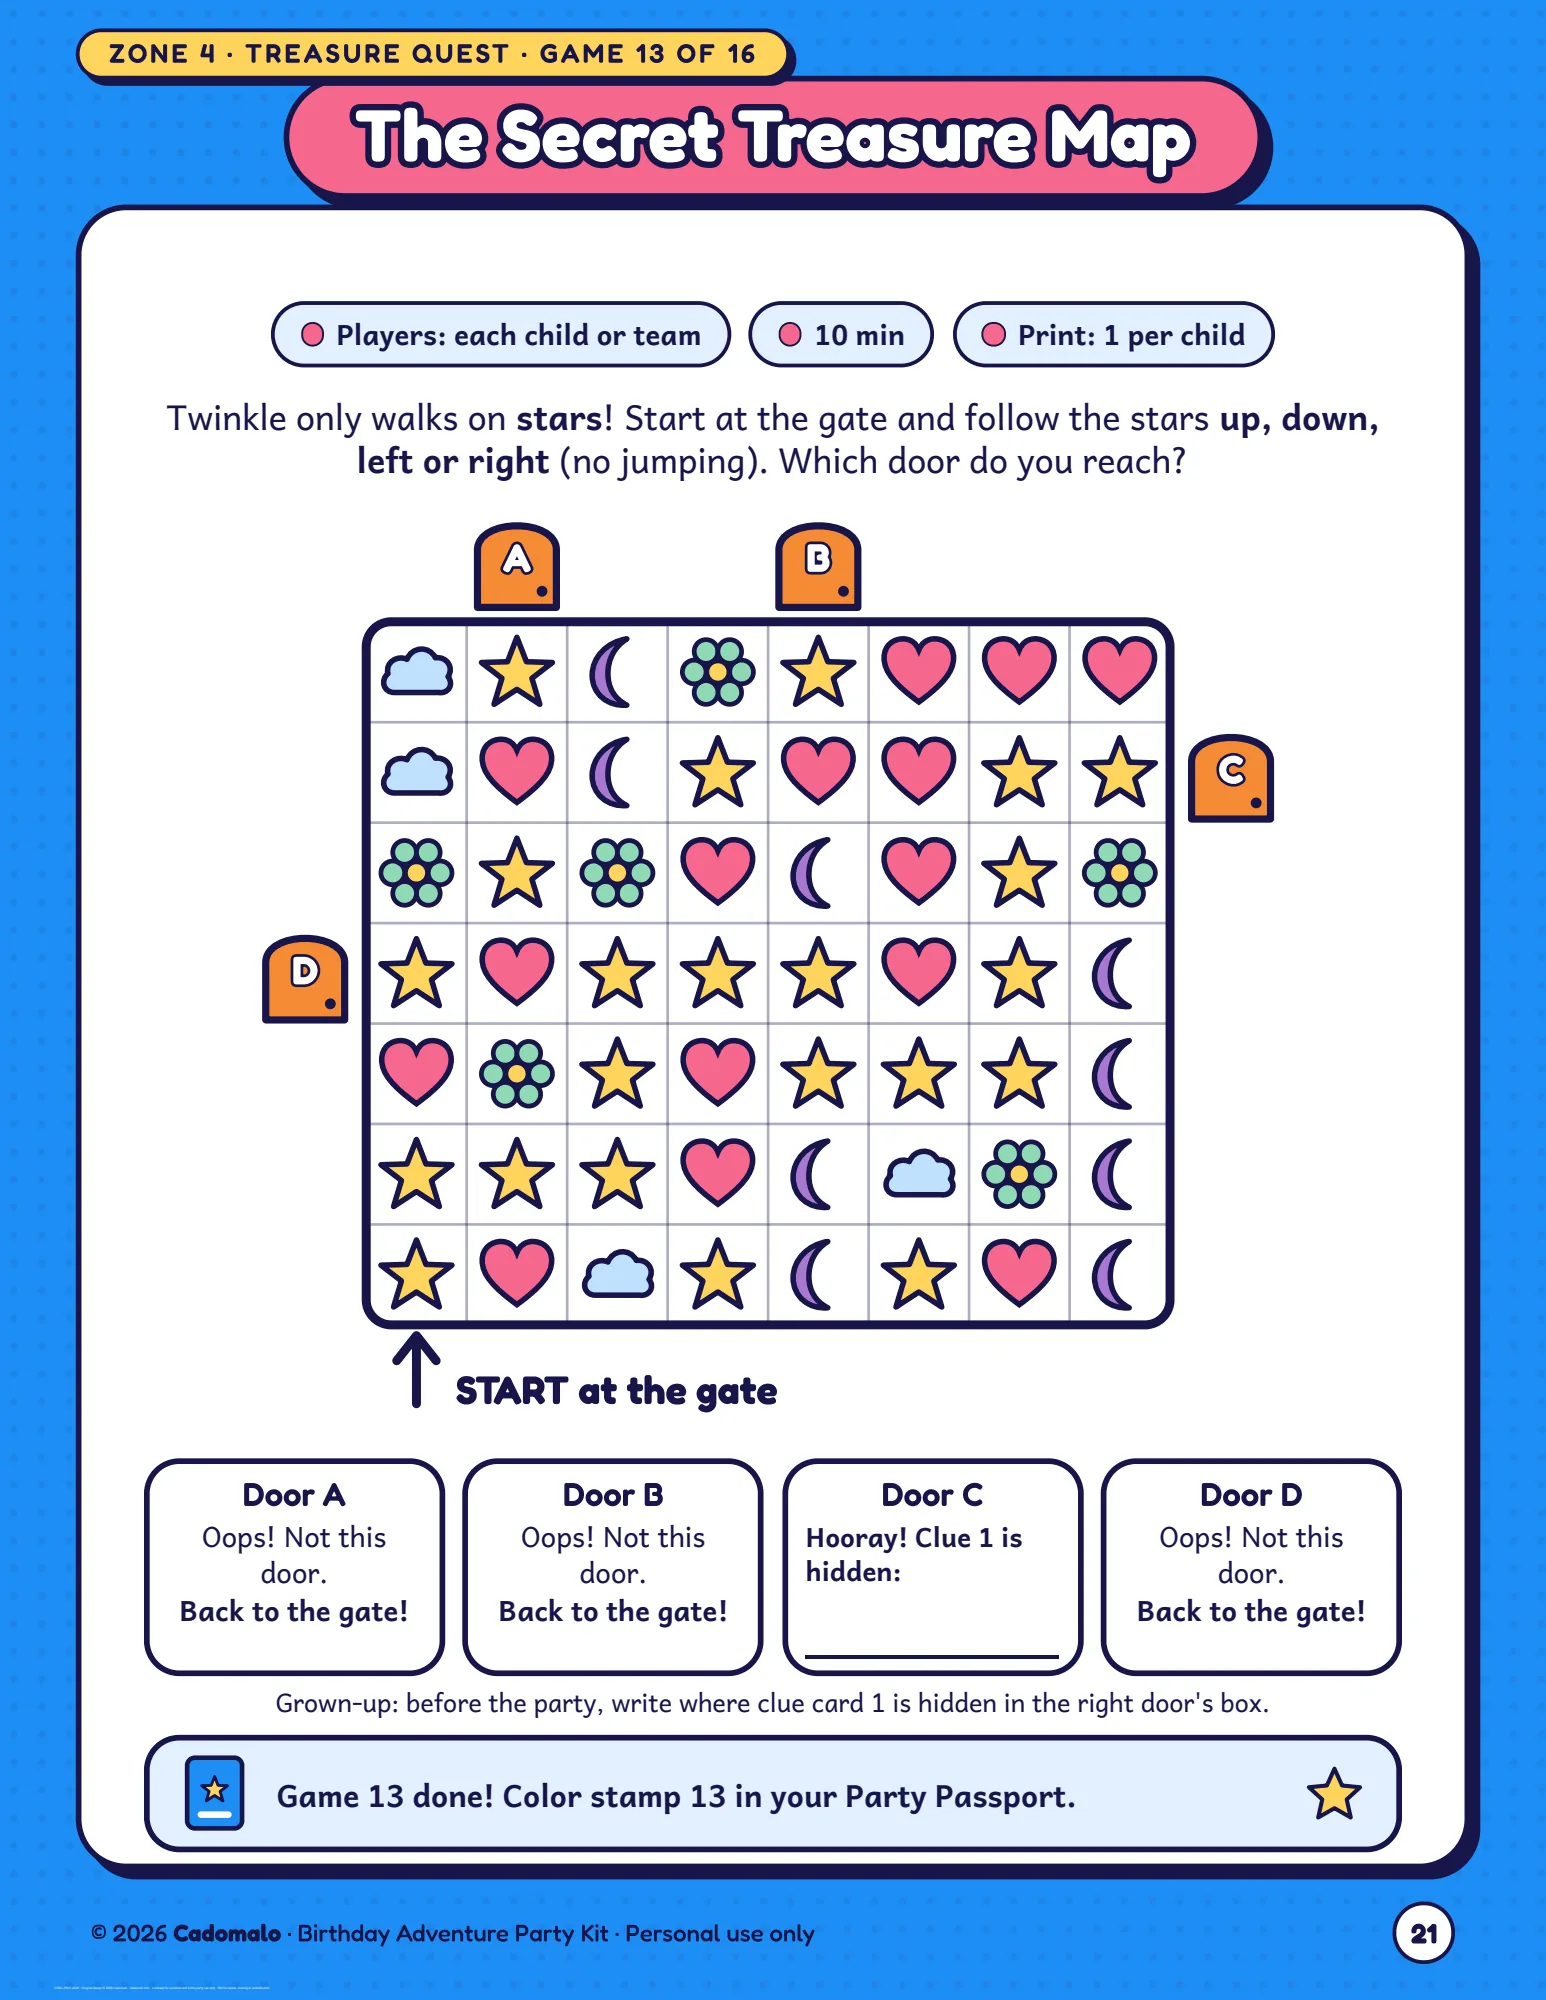 ZONE 4 · TREASURE QUEST · GAME 13 OF 16
The Secret Treasure Map
Players: each child or team
10 min
Print: 1 per child
Twinkle only walks on stars! Start at the gate and follow the stars up, down,
left or right (no jumping). Which door do you reach?
A
B
C
D
START at the gate
Door A
Oops! Not this
door.
Back to the gate!
Door B
Oops! Not this
door.
Back to the gate!
Door C
Hooray! Clue 1 is
hidden:
Door D
Oops! Not this
door.
Back to the gate!
Grown-up: before the party, write where clue card 1 is hidden in the right door's box.
Game 13 done! Color stamp 13 in your Party Passport.
© 2026 Cadomalo · Birthday Adventure Party Kit · Personal use only
21